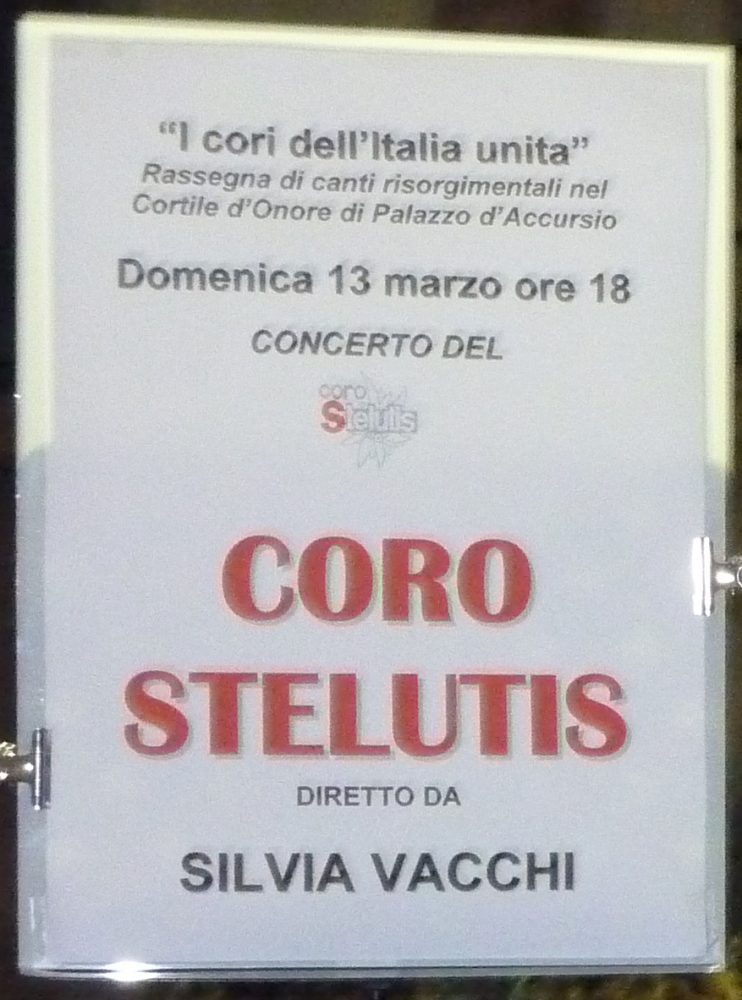 “I cori dell’Italia unita”
Rassegna di canti risorgimentali nel
Cortile d’Onore di Palazzo d’Accursio
Domenica 13 marzo ore 18
CONCERTO DEL
coro
Stelutis
CORO
STELUTIS
DIRETTO DA
SILVIA VACCHI